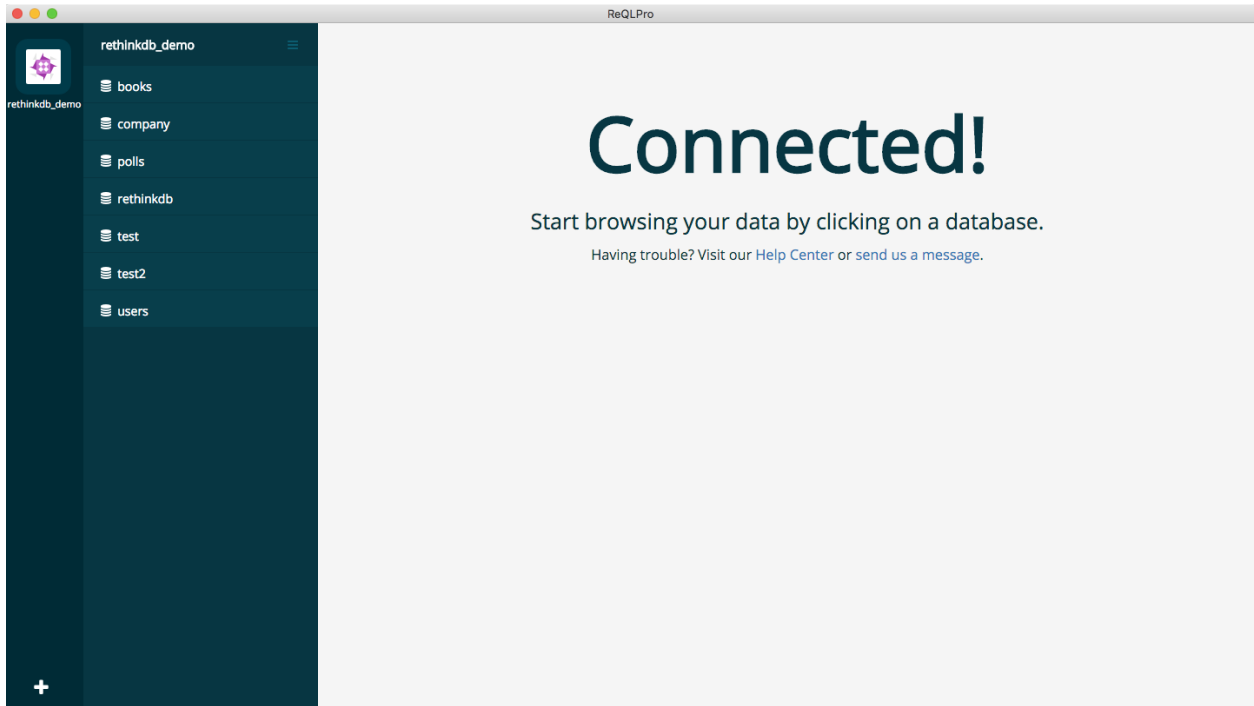 ReQLPro
rethinkdb_demo
rethinkdb_demo
books
company
polls
rethinkdb
test
test2
users
Connected!
Start browsing your data by clicking on a database.
Having trouble? Visit our Help Center or send us a message.